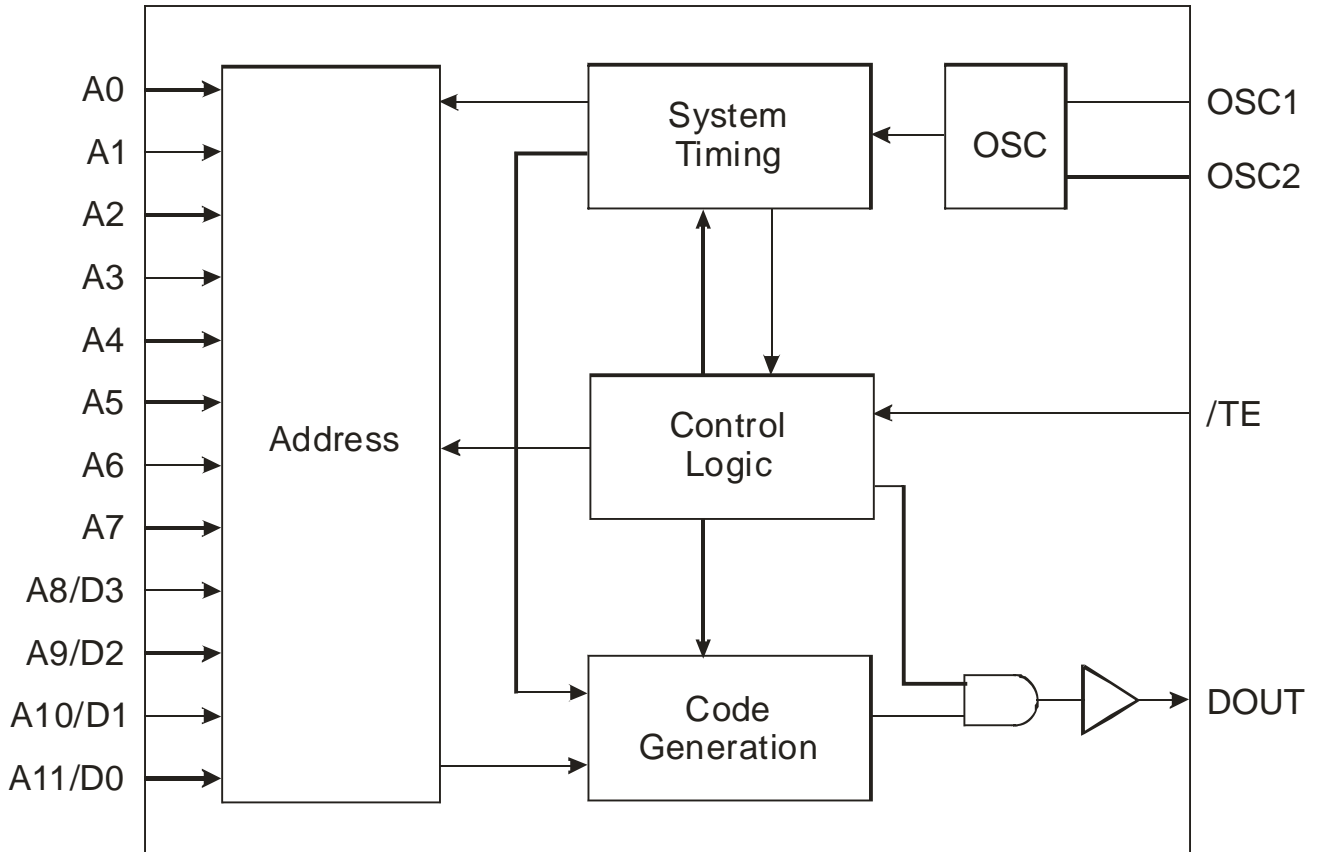 A0
A1
A2
A3
A4
A5
A6
A7
A8/D3
A9/D2
A10/D1
A11/D0
Address
System
Timing
OSC
Control
Logic
Code
Generation
OSC1
OSC2
/TE
DOUT